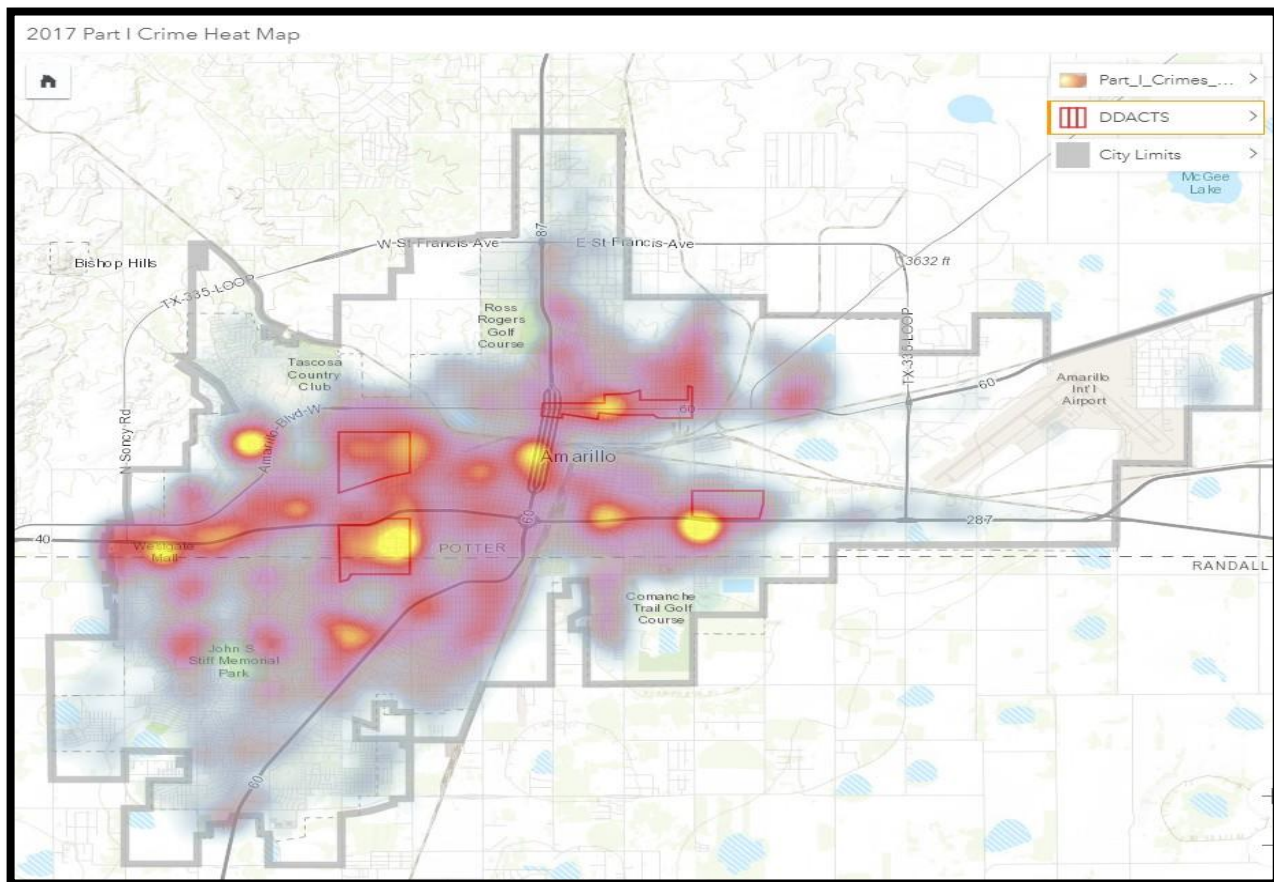 2017 Part I Crime Heat Map
Part_I_Crimes_...
DDACTS
City Limits
McGee
Lake
87
W-St-Francis-Ave
E-St-Francis-Ave
Bishop Hills
3632 ft
TX-335-LOOP
Ross
Rogers
Golf
Course
TX-335-LOOP
Tascosa
Country
Club
60
Amarillo
Int'l
Airport
60
N Soncy Rd
Amarillo-Blvd-W
Amarillo
60
287
40
Westgate
Mall
POTTER
RANDALL
Comanche
Trail Golf
Course
John S
Stiff Memorial
Park
60